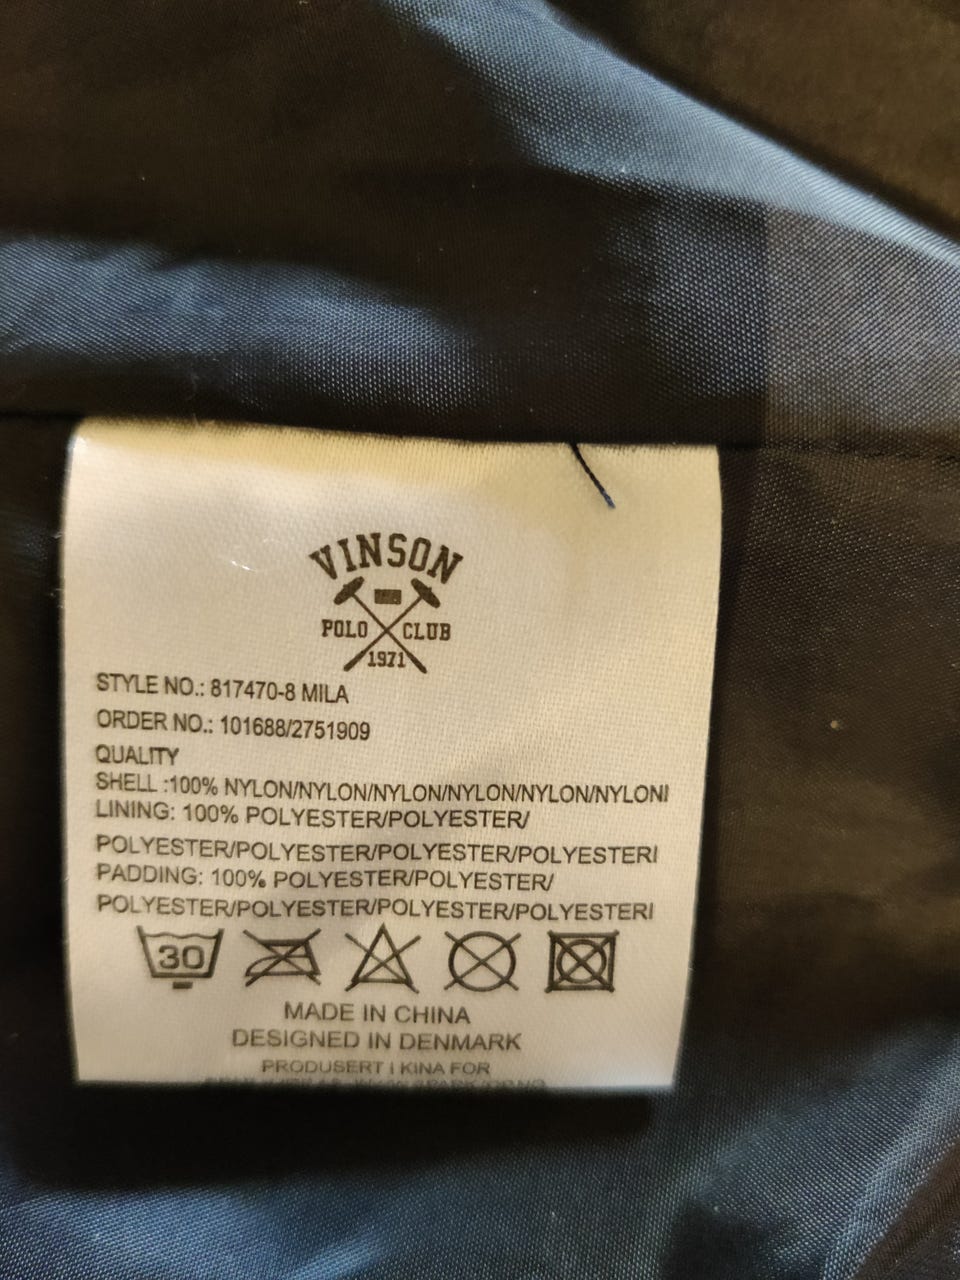 VINSON
POLO CLUB
1971
STYLE NO.: 817470-8 MILA
ORDER NO.: 101688/2751909
QUALITY
SHELL :100% NYLON/NYLON/NYLON/NYLON/NYLON/NYLONI
LINING: 100% POLYESTER/POLYESTER/
POLYESTER/POLYESTER/POLYESTER/POLYESTERI
PADDING: 100% POLYESTER/POLYESTER/
POLYESTER/POLYESTER/POLYESTER/POLYESTERI
30
MADE IN CHINA
DESIGNED IN DENMARK
PRODUSERT I KINA FOR